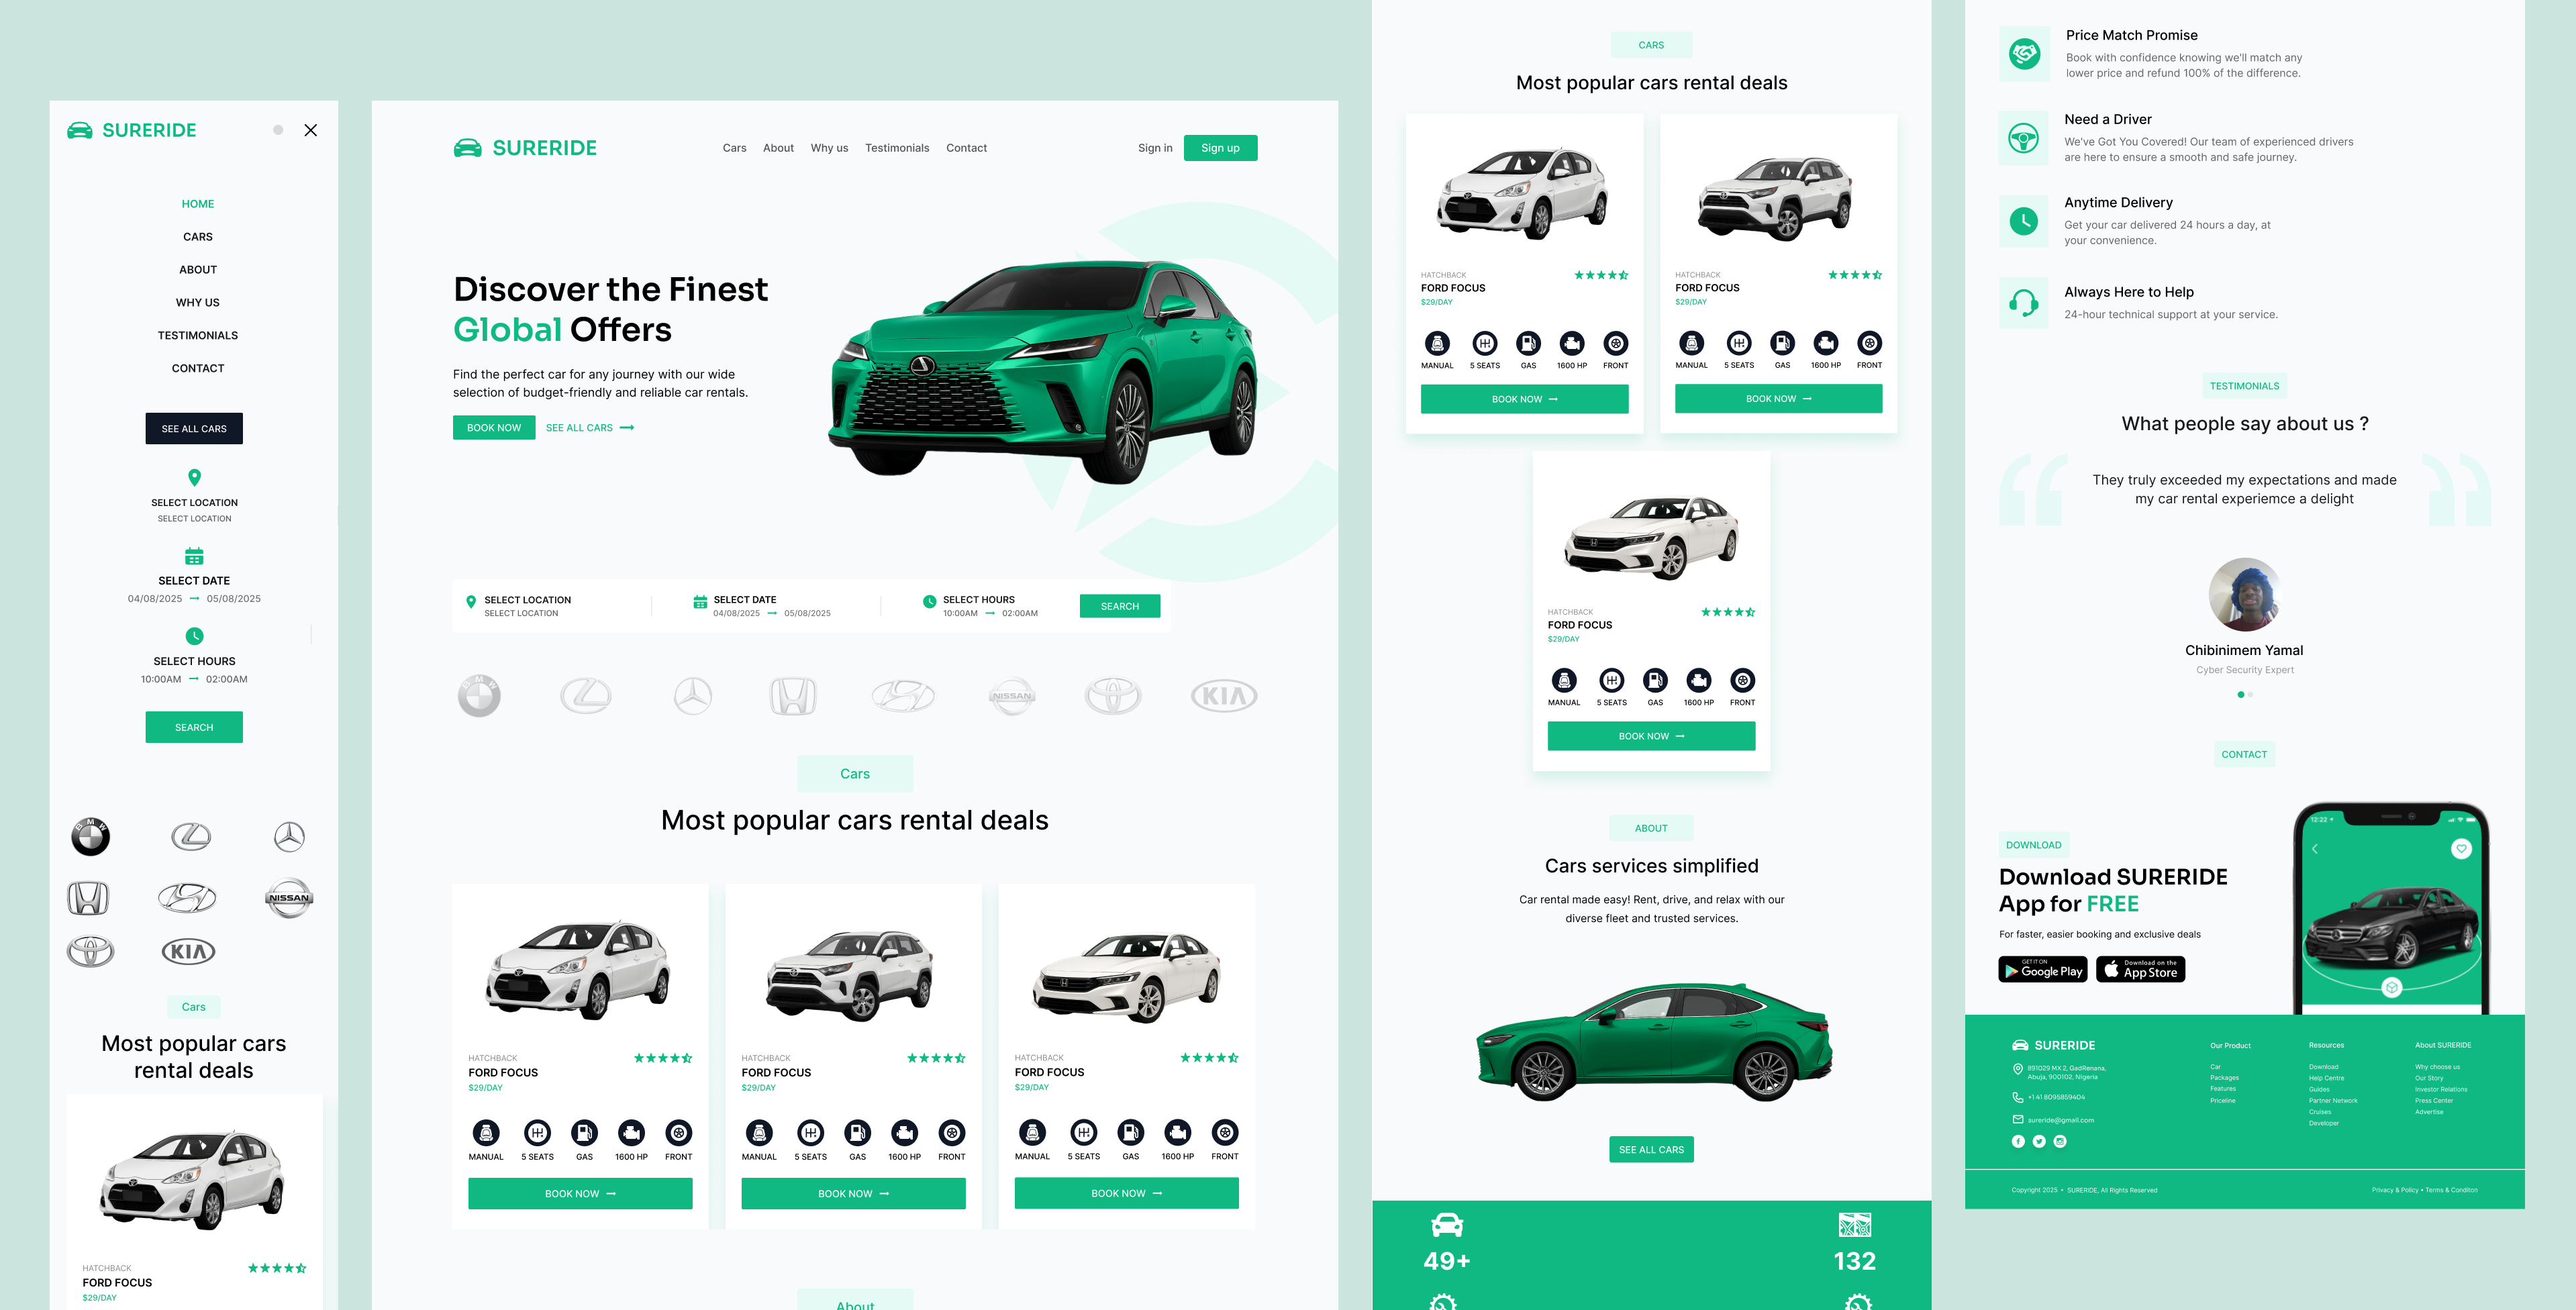 SURERIDE
HOME
CARS
ABOUT
WHY US
TESTIMONIALS
CONTACT
SEE ALL CARS
SELECT LOCATION
SELECT LOCATION
SELECT DATE
04/08/2025 05/08/2025
SELECT HOURS
10:00AM 02:00AM
SEARCH
BMW
NISSAN
KIA
Cars
Most popular cars
rental deals
HATCHBACK
FORD FOCUS
$29/DAY
SURERIDE
Cars About Why us Testimonials Contact
Sign in Sign up
Discover the Finest
Global Offers
Find the perfect car for any journey with our wide
selection of budget-friendly and reliable car rentals.
BOOK NOW SEE ALL CARS
SELECT LOCATION
SELECT LOCATION
SELECT DATE
04/08/2025 05/08/2025
SELECT HOURS
10:00AM 02:00AM
SEARCH
BMW NISSAN KIA
Cars
Most popular cars rental deals
HATCHBACK
FORD FOCUS
$29/DAY
MANUAL 5 SEATS GAS 1600 HP FRONT
BOOK NOW
HATCHBACK
FORD FOCUS
$29/DAY
MANUAL 5 SEATS GAS 1600 HP FRONT
BOOK NOW
HATCHBACK
FORD FOCUS
$29/DAY
MANUAL 5 SEATS GAS 1600 HP FRONT
BOOK NOW
About
CARS
Most popular cars rental deals
HATCHBACK
FORD FOCUS
$29/DAY
MANUAL 5 SEATS GAS 1600 HP FRONT
BOOK NOW
HATCHBACK
FORD FOCUS
$29/DAY
MANUAL 5 SEATS GAS 1600 HP FRONT
BOOK NOW
HATCHBACK
FORD FOCUS
$29/DAY
MANUAL 5 SEATS GAS 1600 HP FRONT
BOOK NOW
ABOUT
Cars services simplified
Car rental made easy! Rent, drive, and relax with our
diverse fleet and trusted services.
SEE ALL CARS
49+ 132
Price Match Promise
Book with confidence knowing we'll match any
lower price and refund 100% of the difference.
Need a Driver
We've Got You Covered! Our team of experienced drivers
are here to ensure a smooth and safe journey.
Anytime Delivery
Get your car delivered 24 hours a day, at
your convenience.
Always Here to Help
24-hour technical support at your service.
TESTIMONIALS
What people say about us ?
They truly exceeded my expectations and made
my car rental experiemce a delight
Chibinimem Yamal
Cyber Security Expert
CONTACT
DOWNLOAD
Download SURERIDE
App for FREE
For faster, easier booking and exclusive deals
GET IT ON
Google Play
Download on the
App Store
12:22
SURERIDE
891029 MX 2, GadRenana,
Abuja, 900102, Nigeria
+1 41 8095859404
sureride@gmail.com
Our Product
Car
Packages
Features
Priceline
Resources
Download
Help Centre
Guides
Partner Network
Cruises
Developer
About SURERIDE
Why choose us
Our Story
Investor Relations
Press Center
Advertise
Copyright 2025 • SURERIDE, All Rights Reserved
Privacy & Policy • Terms & Conditon